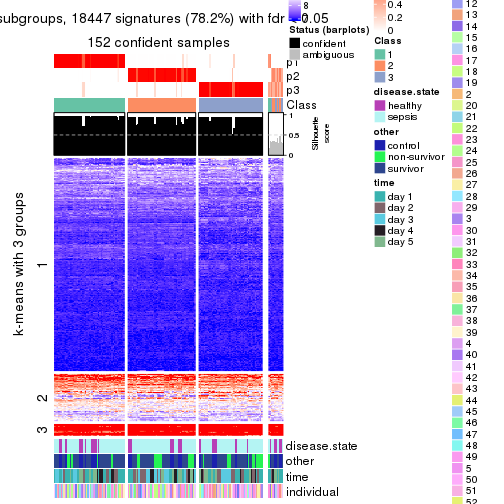 subgroups, 18447 signatures (78.2%) with fdr < 0.05
152 confident samples
p1
p2
p3
Class
1
0.5
0
Silhouette
score
k-means with 3 groups
1
2
3
disease.state
other
time
individual
8
Status (barplots)
confident
ambiguous
0.4
0.2
0
Class
1
2
3
disease.state
healthy
sepsis
other
control
non-survivor
survivor
time
day 1
day 2
day 3
day 4
day 5
12
13
14
15
16
17
18
19
2
20
21
22
23
24
25
26
27
28
29
3
30
31
32
33
34
35
36
37
38
39
4
40
41
42
43
44
45
46
47
48
49
5
50
51